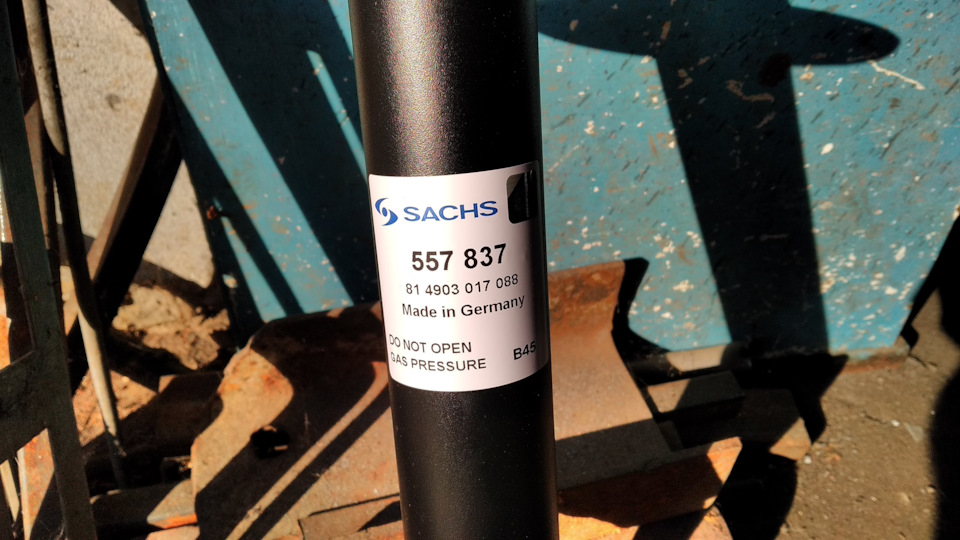 SACHS
557 837
81 4903 017 088
Made in Germany
DO NOT OPEN
GAS PRESSURE B45